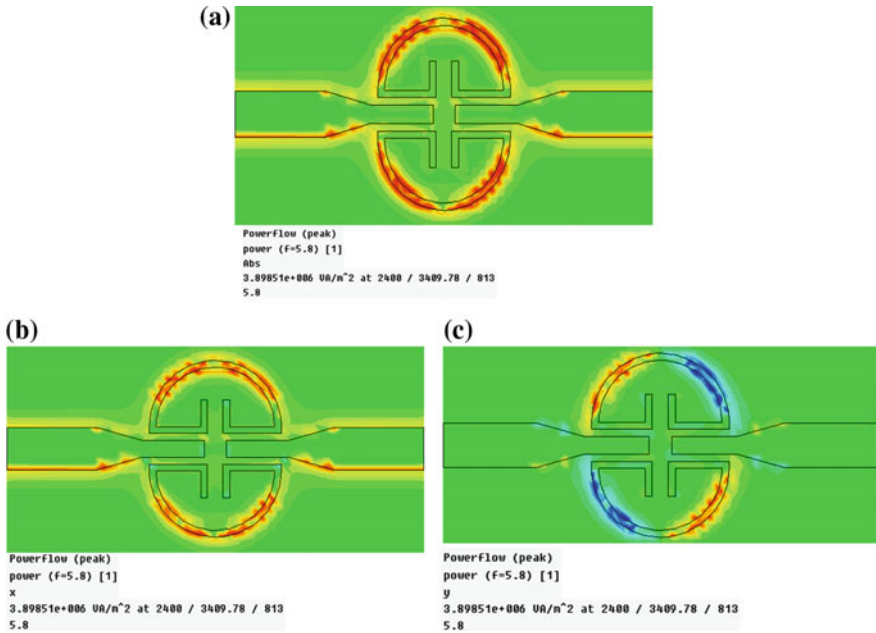 (a)
Powerflow (peak)
power (f=5.8) [1]
Abs
3.89851e+006 VA/m^2 at 2400 / 3409.78 / 813
5.8
(b)
Powerflow (peak)
power (f=5.8) [1]
x
3.89851e+006 VA/m^2 at 2400 / 3409.78 / 813
5.8
(c)
Powerflow (peak)
power (f=5.8) [1]
y
3.89851e+006 VA/m^2 at 2400 / 3409.78 / 813
5.8